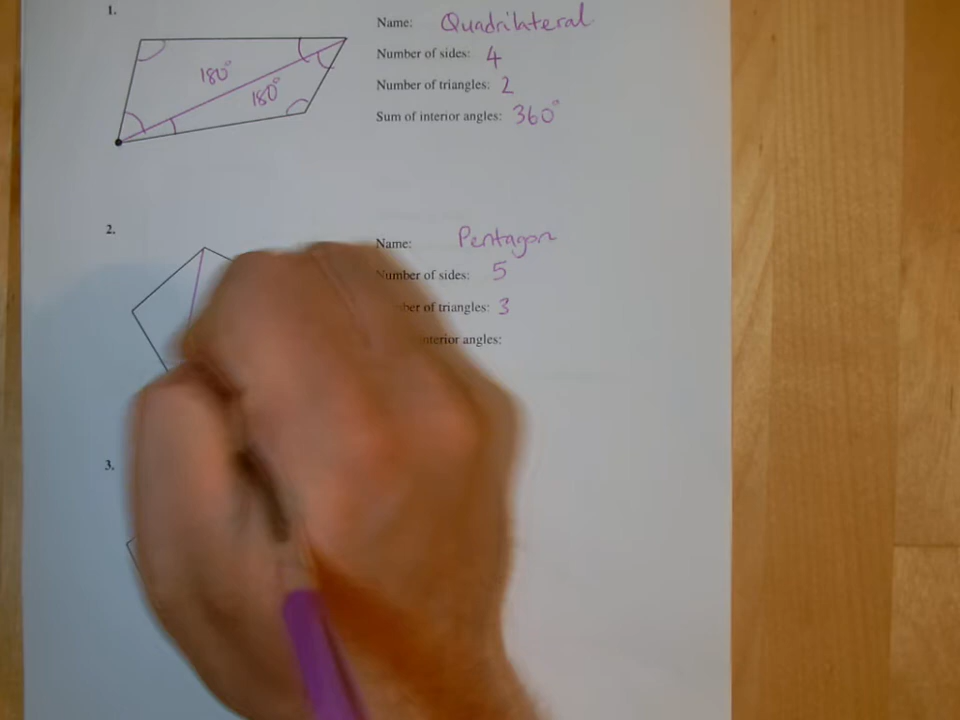 1.
Name: Quadrilateral
Number of sides: 4
Number of triangles: 2
Sum of interior angles: 360°
180°
180°
2.
Name: Pentagon
Number of sides: 5
of triangles: 3
interior angles:
3.